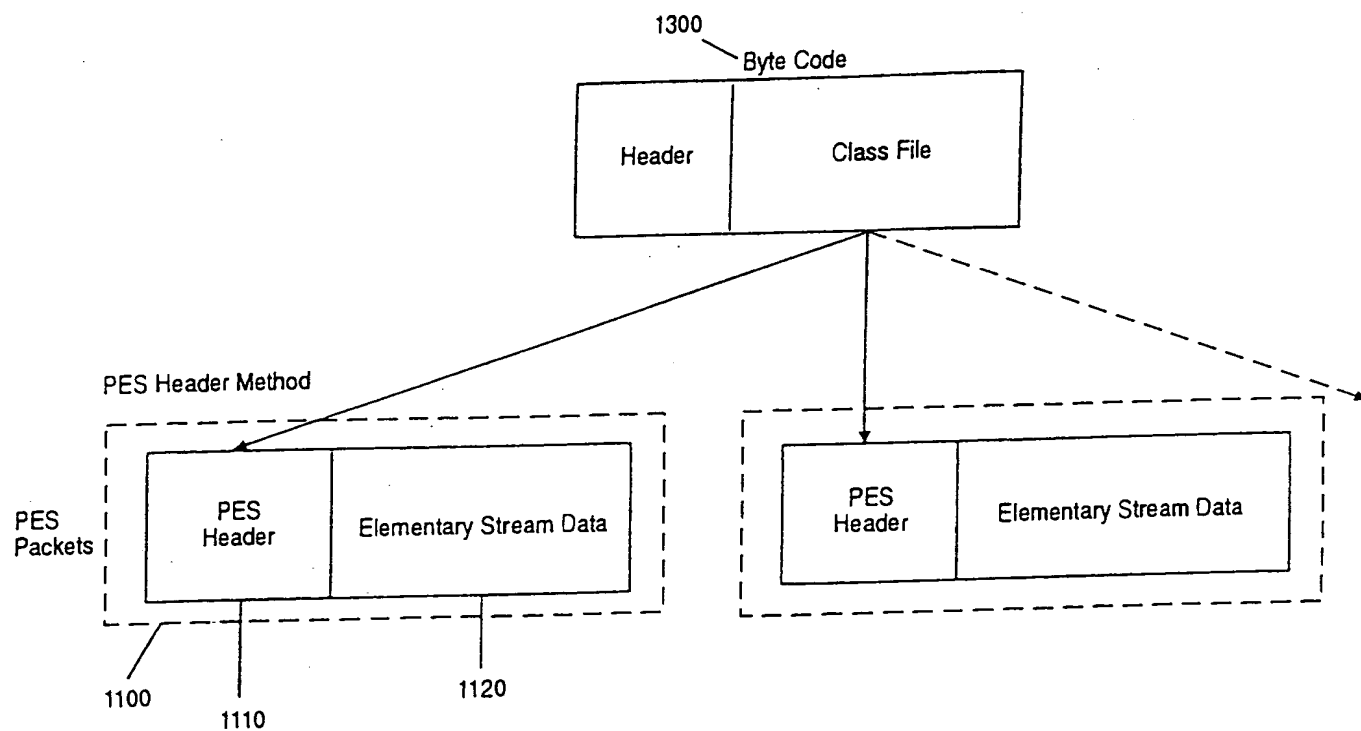 1300
Byte Code
Header
Class File
PES Header Method
PES
Packets
PES
Header
Elementary Stream Data
PES
Header
Elementary Stream Data
1100
1110
1120